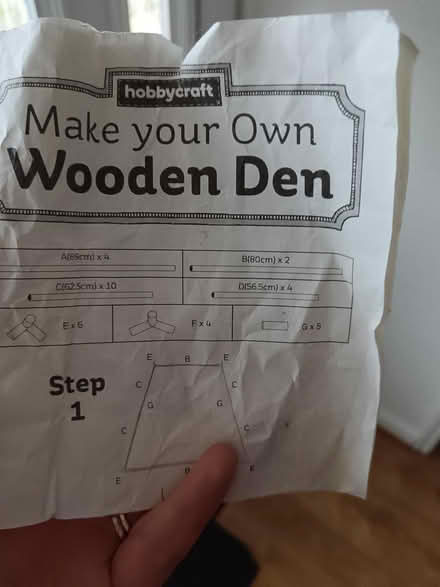 hobbycraft
Make your Own
Wooden Den
A(89cm) x 4
B(80cm) x 2
C(62.5cm) x 10
D(56.5cm) x 4
E x 6
F x 4
G x 5
Step
1
E B E
C C
G G
C C
B
E E